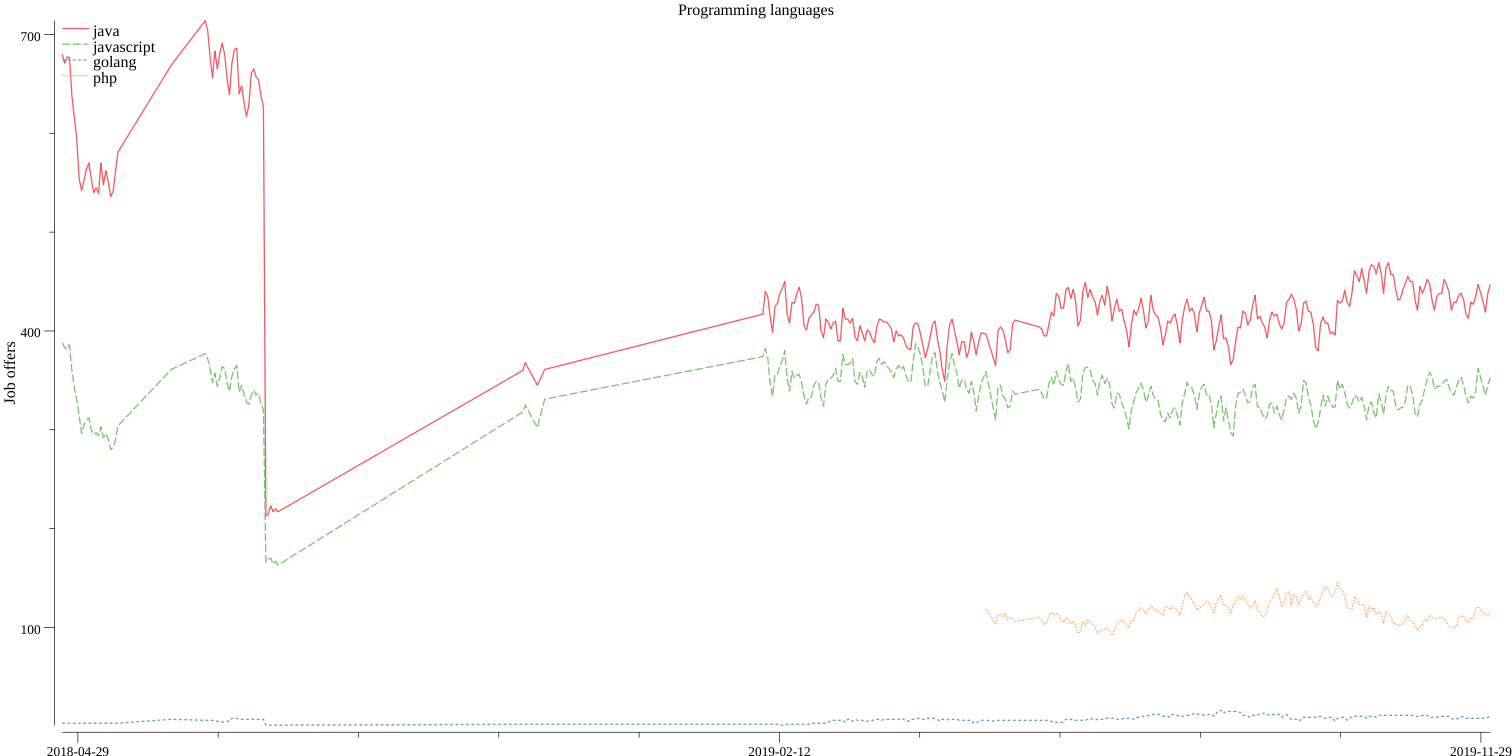 Programming languages
java
javascript
golang
php
700
400
100
Job offers
2018-04-29
2019-02-12
2019-11-29